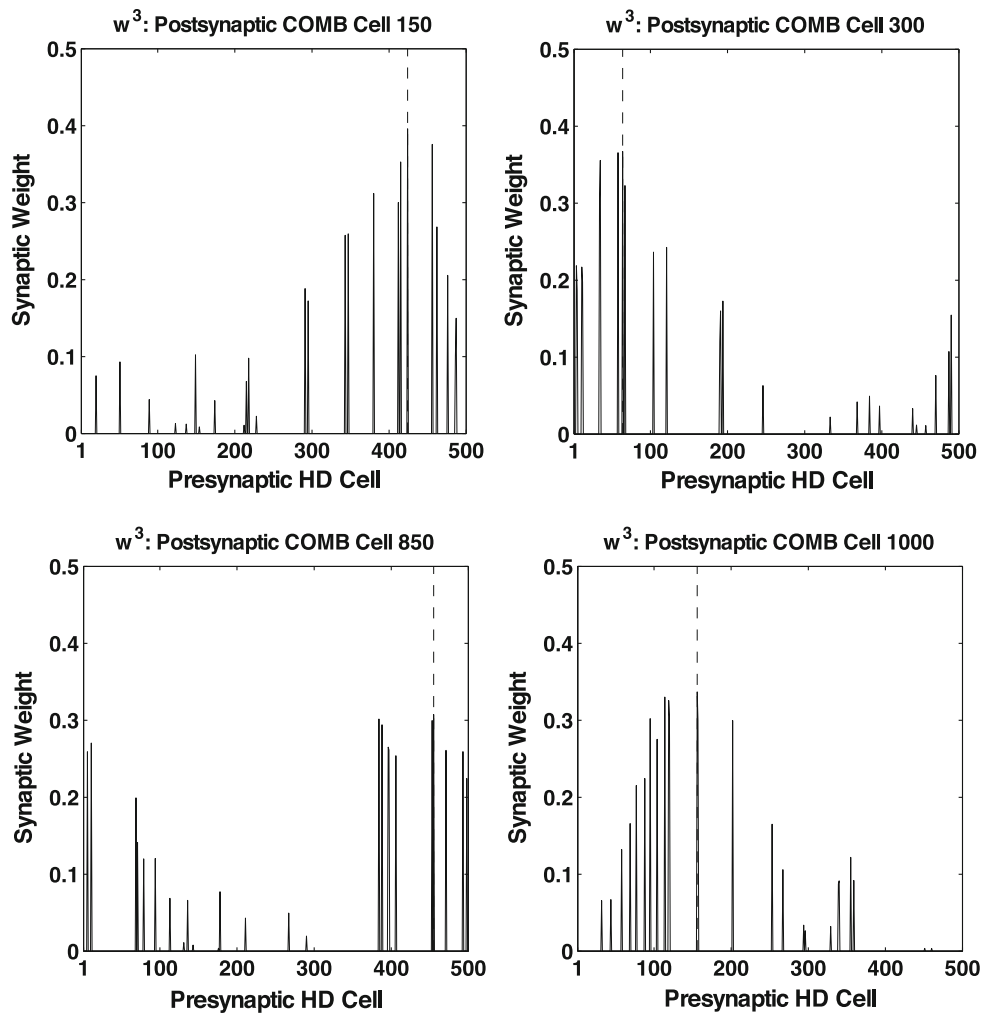 w³: Postsynaptic COMB Cell 150
0.5
0.4
0.3
0.2
0.1
0
Synaptic Weight
1 100 200 300 400 500
Presynaptic HD Cell
w³: Postsynaptic COMB Cell 300
0.5
0.4
0.3
0.2
0.1
0
Synaptic Weight
1 100 200 300 400 500
Presynaptic HD Cell
w³: Postsynaptic COMB Cell 850
0.5
0.4
0.3
0.2
0.1
0
Synaptic Weight
1 100 200 300 400 500
Presynaptic HD Cell
w³: Postsynaptic COMB Cell 1000
0.5
0.4
0.3
0.2
0.1
0
Synaptic Weight
1 100 200 300 400 500
Presynaptic HD Cell